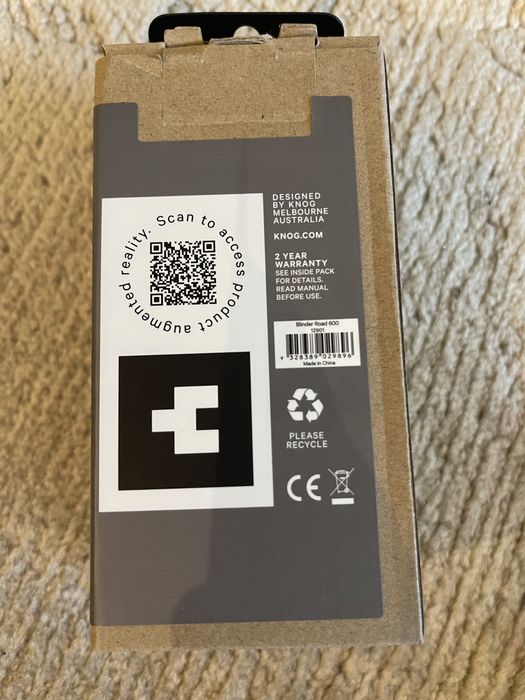 Scan to access product augmented reality.
DESIGNED
BY KNOG
MELBOURNE
AUSTRALIA
KNOG.COM
2 YEAR
WARRANTY
SEE INSIDE PACK
FOR DETAILS.
READ MANUAL
BEFORE USE.
Blinder Road 600
12901
9 328389 029896
Made in China
PLEASE
RECYCLE
CE